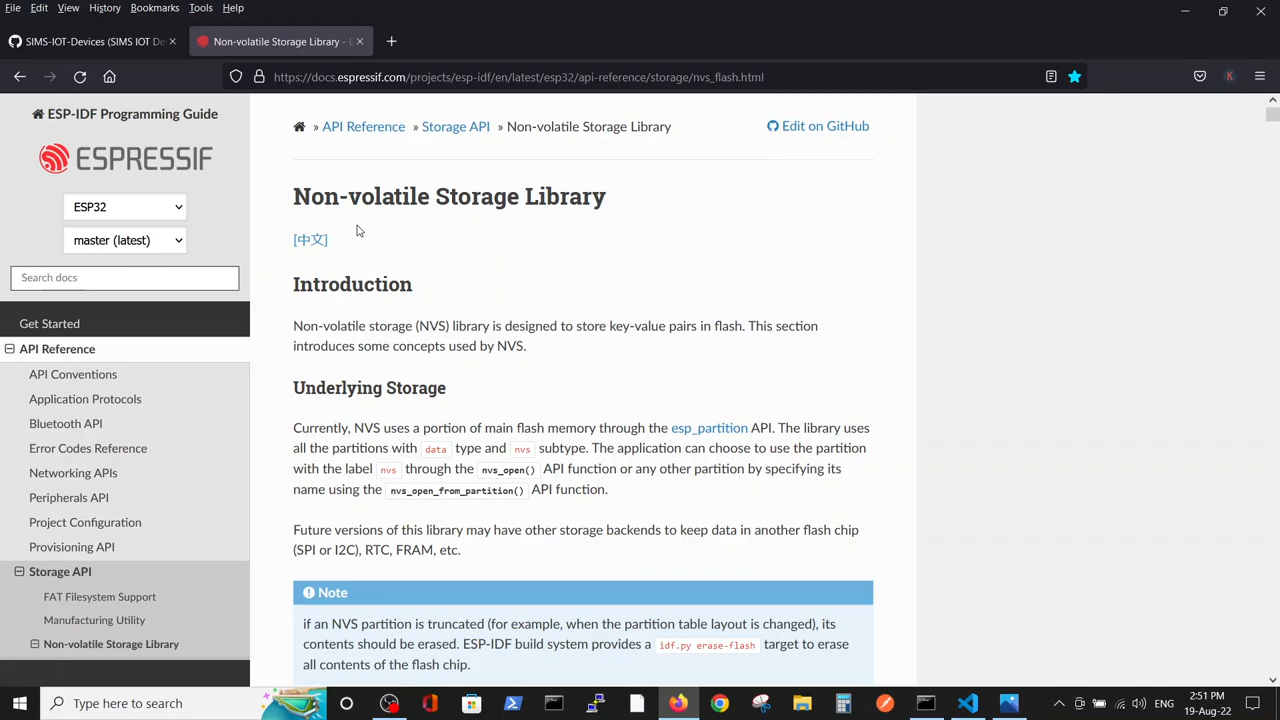 File Edit View History Bookmarks Tools Help
SIMS-IOT-Devices (SIMS IOT De
Non-volatile Storage Library - E
https://docs.espressif.com/projects/esp-idf/en/latest/esp32/api-reference/storage/nvs_flash.html
K
ESP-IDF Programming Guide
ESPRESSIF
ESP32
master (latest)
Search docs
Get Started
API Reference
API Conventions
Application Protocols
Bluetooth API
Error Codes Reference
Networking APIs
Peripherals API
Project Configuration
Provisioning API
Storage API
FAT Filesystem Support
Manufacturing Utility
Non-volatile Storage Library
» API Reference » Storage API » Non-volatile Storage Library
Edit on GitHub
Non-volatile Storage Library
[中文]
Introduction
Non-volatile storage (NVS) library is designed to store key-value pairs in flash. This section
introduces some concepts used by NVS.
Underlying Storage
Currently, NVS uses a portion of main flash memory through the esp_partition API. The library uses
all the partitions with data type and nvs subtype. The application can choose to use the partition
with the label nvs through the nvs_open() API function or any other partition by specifying its
name using the nvs_open_from_partition() API function.
Future versions of this library may have other storage backends to keep data in another flash chip
(SPI or I2C), RTC, FRAM, etc.
Note
if an NVS partition is truncated (for example, when the partition table layout is changed), its
contents should be erased. ESP-IDF build system provides a idf.py erase-flash target to erase
all contents of the flash chip.
Type here to search
ENG
2:51 PM
19-Aug-22